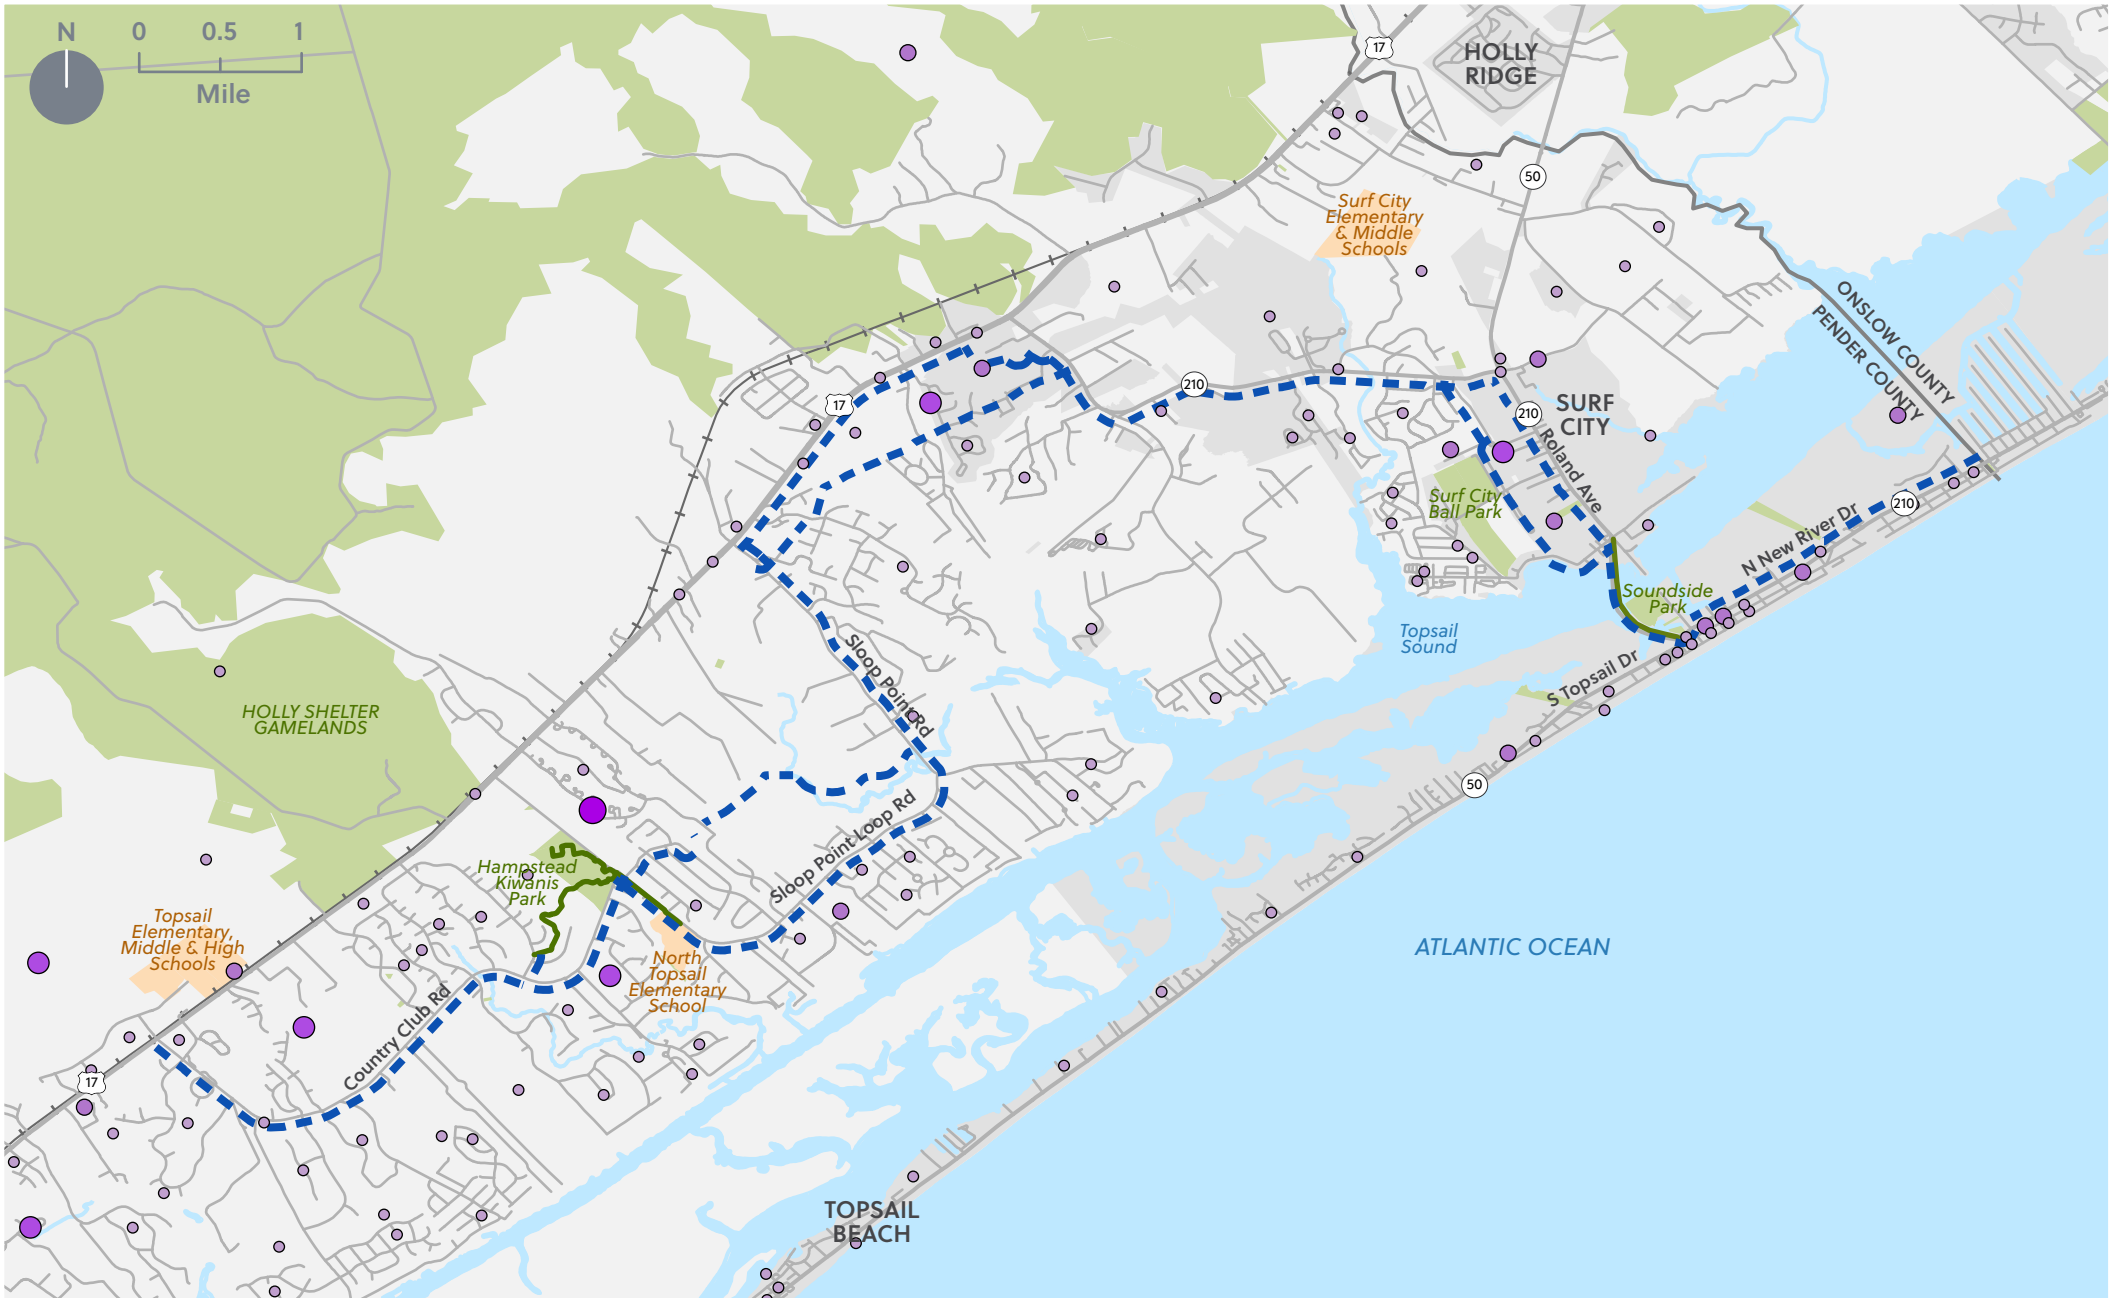 N
0 0.5 1
Mile
17
HOLLY
RIDGE
50
Surf City
Elementary
& Middle
Schools
ONSLOW COUNTY
PENDER COUNTY
17
210
210
SURF
CITY
Roland Ave
Surf City
Ball Park
210
N New River Dr
Soundside
Park
Topsail
Sound
S Topsail Dr
Sloop Point Rd
HOLLY SHELTER
GAMELANDS
50
Sloop Point Loop Rd
Hampstead
Kiwanis
Park
Topsail
Elementary,
Middle & High
Schools
North
Topsail
Elementary
School
ATLANTIC OCEAN
Country Club Rd
17
TOPSAIL
BEACH